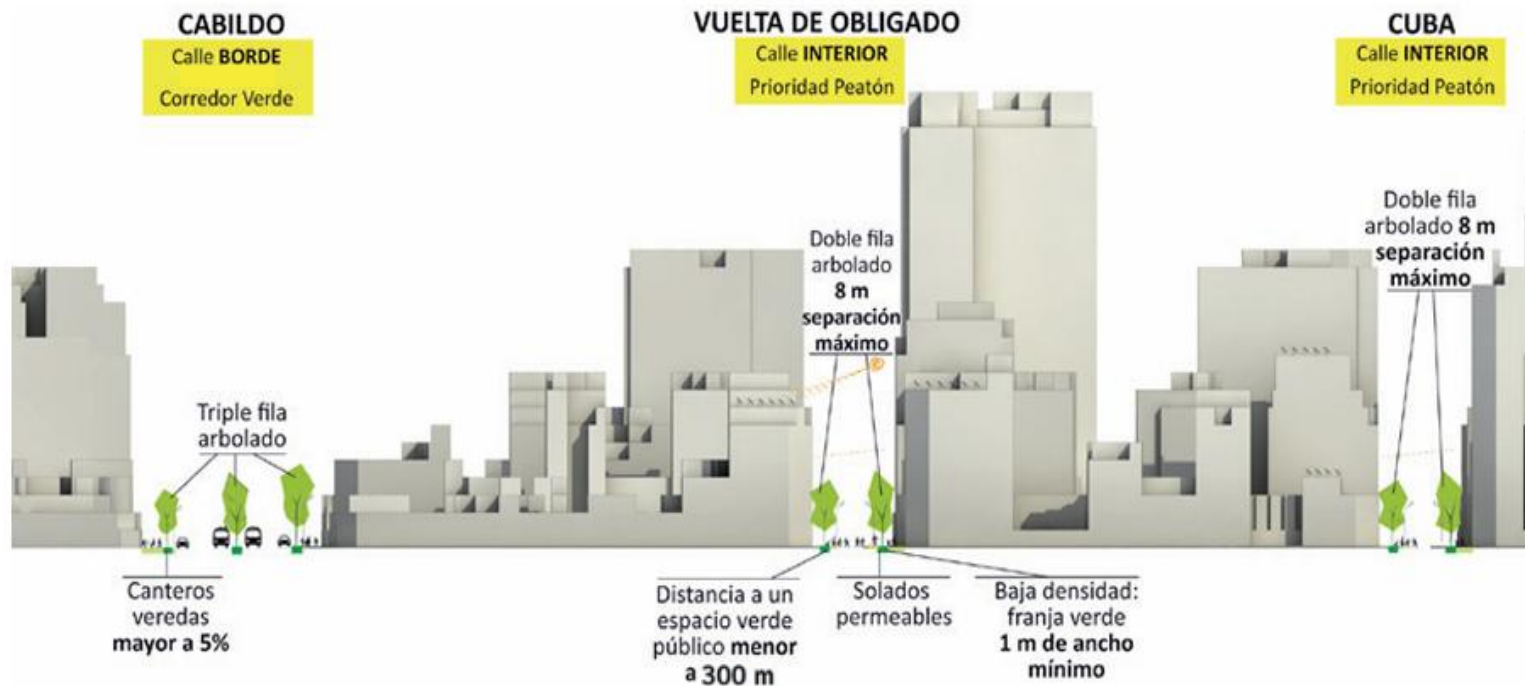 CABILDO
Calle BORDE
Corredor Verde
VUELTA DE OBLIGADO
Calle INTERIOR
Prioridad Peatón
CUBA
Calle INTERIOR
Prioridad Peatón
Triple fila
arbolado
Doble fila
arbolado
8 m
separación
máximo
Doble fila
arbolado 8 m
separación
máximo
Canteros
veredas
mayor a 5%
Distancia a un
espacio verde
público menor
a 300 m
Solados
permeables
Baja densidad:
franja verde
1 m de ancho
mínimo